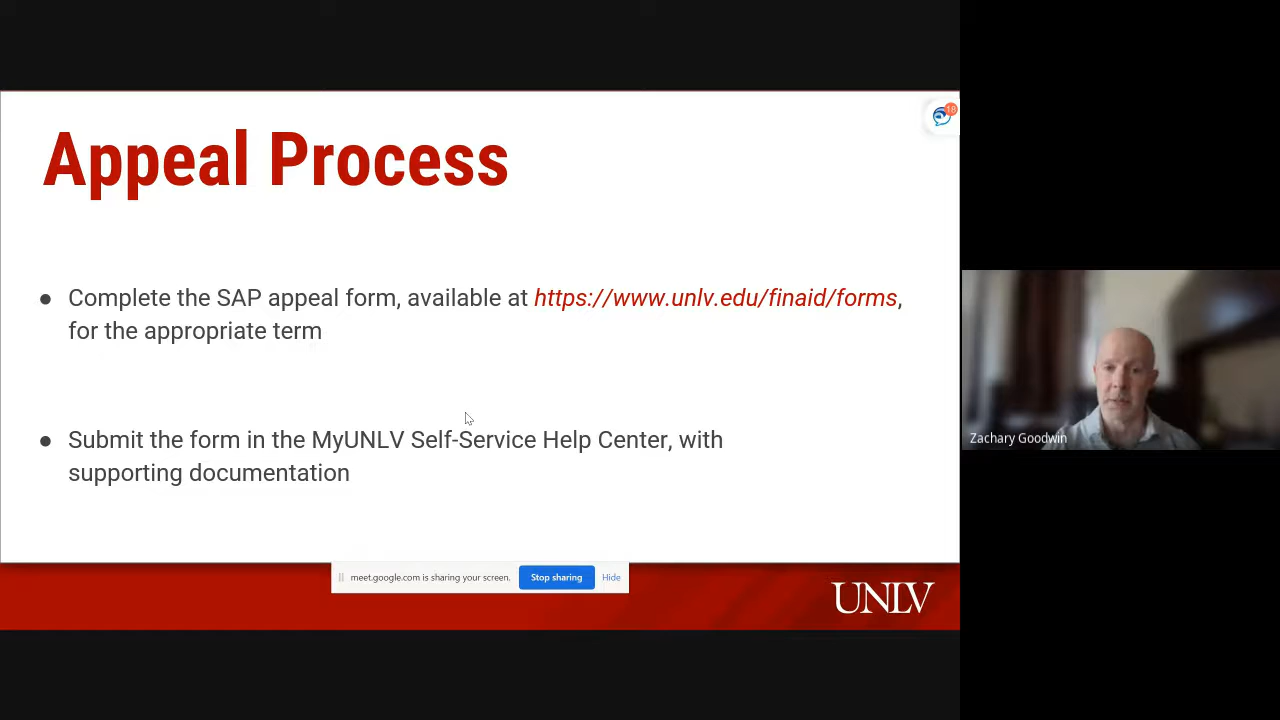 Appeal Process
● Complete the SAP appeal form, available at https://www.unlv.edu/finaid/forms,
for the appropriate term
● Submit the form in the MyUNLV Self-Service Help Center, with
supporting documentation
meet.google.com is sharing your screen. Stop sharing Hide
UNLV
18
Zachary Goodwin